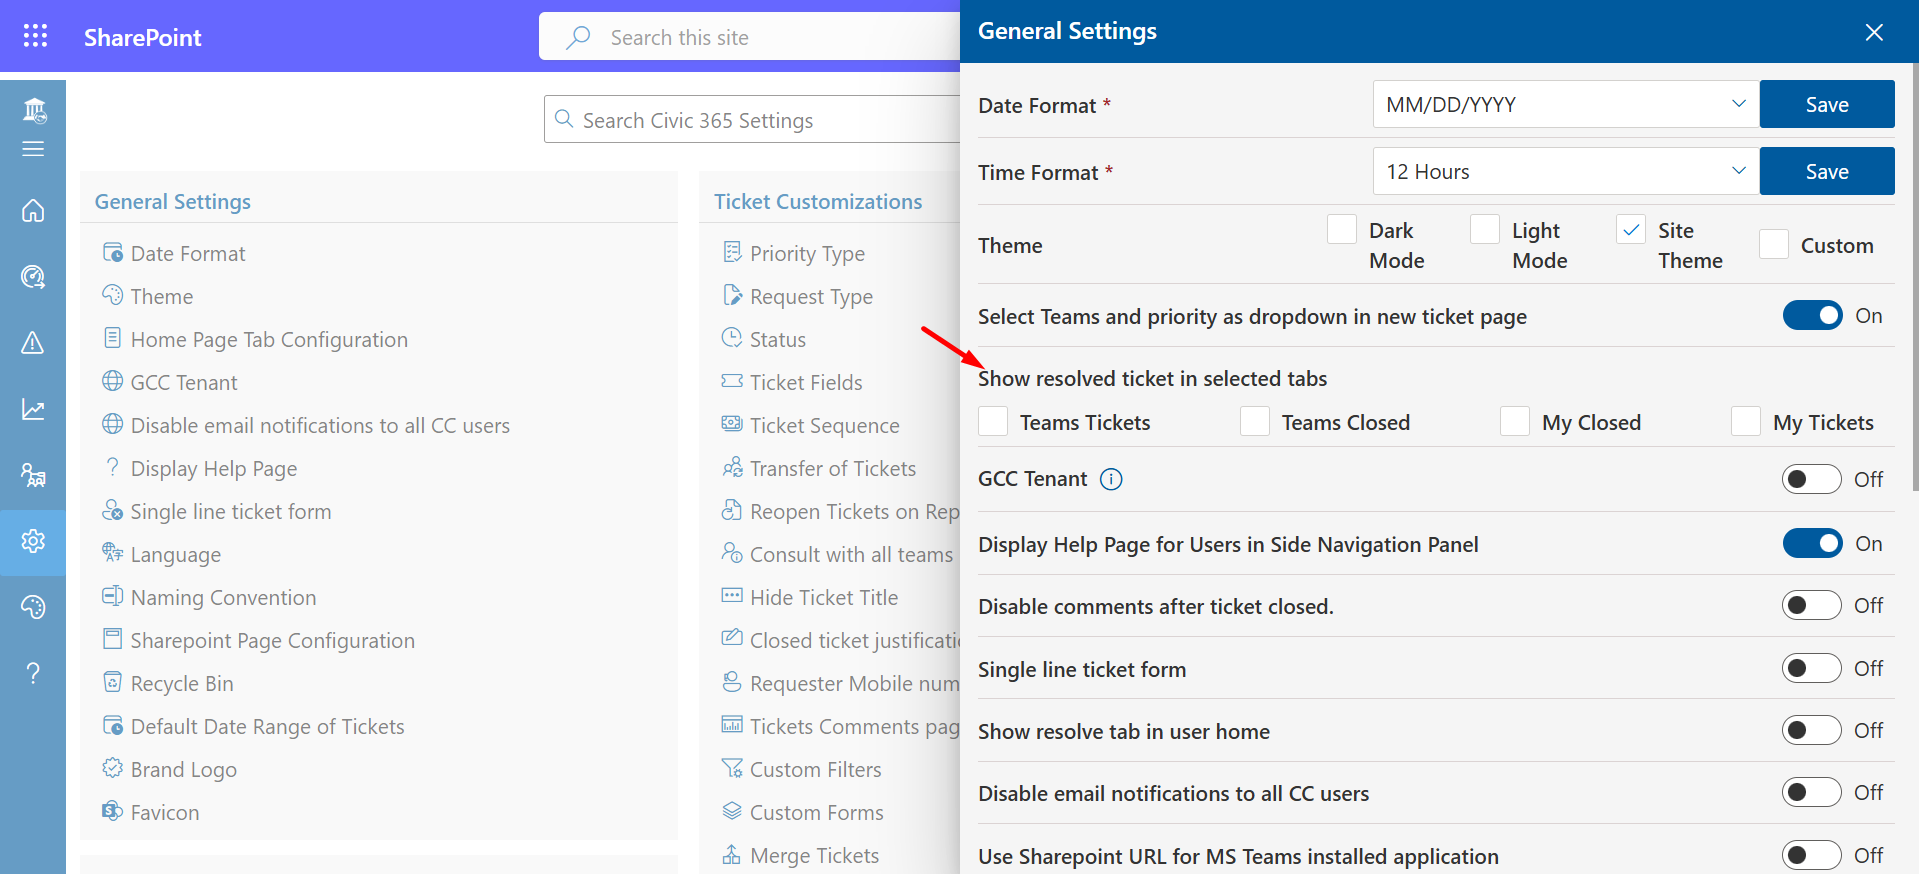 SharePoint
Search this site
Search Civic 365 Settings
General Settings
Date Format
Theme
Home Page Tab Configuration
GCC Tenant
Disable email notifications to all CC users
Display Help Page
Single line ticket form
Language
Naming Convention
Sharepoint Page Configuration
Recycle Bin
Default Date Range of Tickets
Brand Logo
Favicon
Ticket Customizations
Priority Type
Request Type
Status
Ticket Fields
Ticket Sequence
Transfer of Tickets
Reopen Tickets on Rep
Consult with all teams
Hide Ticket Title
Closed ticket justificati
Requester Mobile num
Tickets Comments pag
Custom Filters
Custom Forms
Merge Tickets
General Settings
Date Format *
MM/DD/YYYY
Save
Time Format *
12 Hours
Save
Theme
Dark
Mode
Light
Mode
Site
Theme
Custom
Select Teams and priority as dropdown in new ticket page
On
Show resolved ticket in selected tabs
Teams Tickets
Teams Closed
My Closed
My Tickets
GCC Tenant
Off
Display Help Page for Users in Side Navigation Panel
On
Disable comments after ticket closed.
Off
Single line ticket form
Off
Show resolve tab in user home
Off
Disable email notifications to all CC users
Off
Use Sharepoint URL for MS Teams installed application
Off